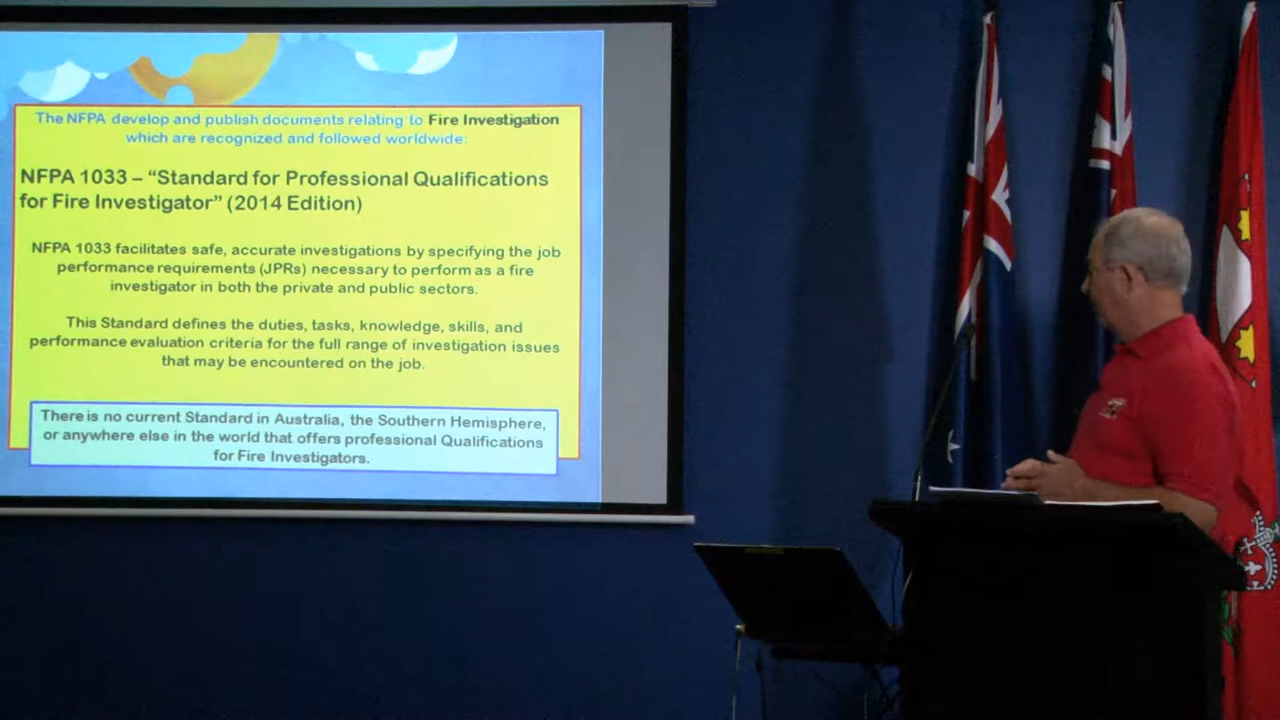 The NFPA develop and publish documents relating to Fire Investigation
which are recognized and followed worldwide:
NFPA 1033 – “Standard for Professional Qualifications
for Fire Investigator” (2014 Edition)
NFPA 1033 facilitates safe, accurate investigations by specifying the job
performance requirements (JPRs) necessary to perform as a fire
investigator in both the private and public sectors.
This Standard defines the duties, tasks, knowledge, skills, and
performance evaluation criteria for the full range of investigation issues
that may be encountered on the job.
There is no current Standard in Australia, the Southern Hemisphere,
or anywhere else in the world that offers professional Qualifications
for Fire Investigators.